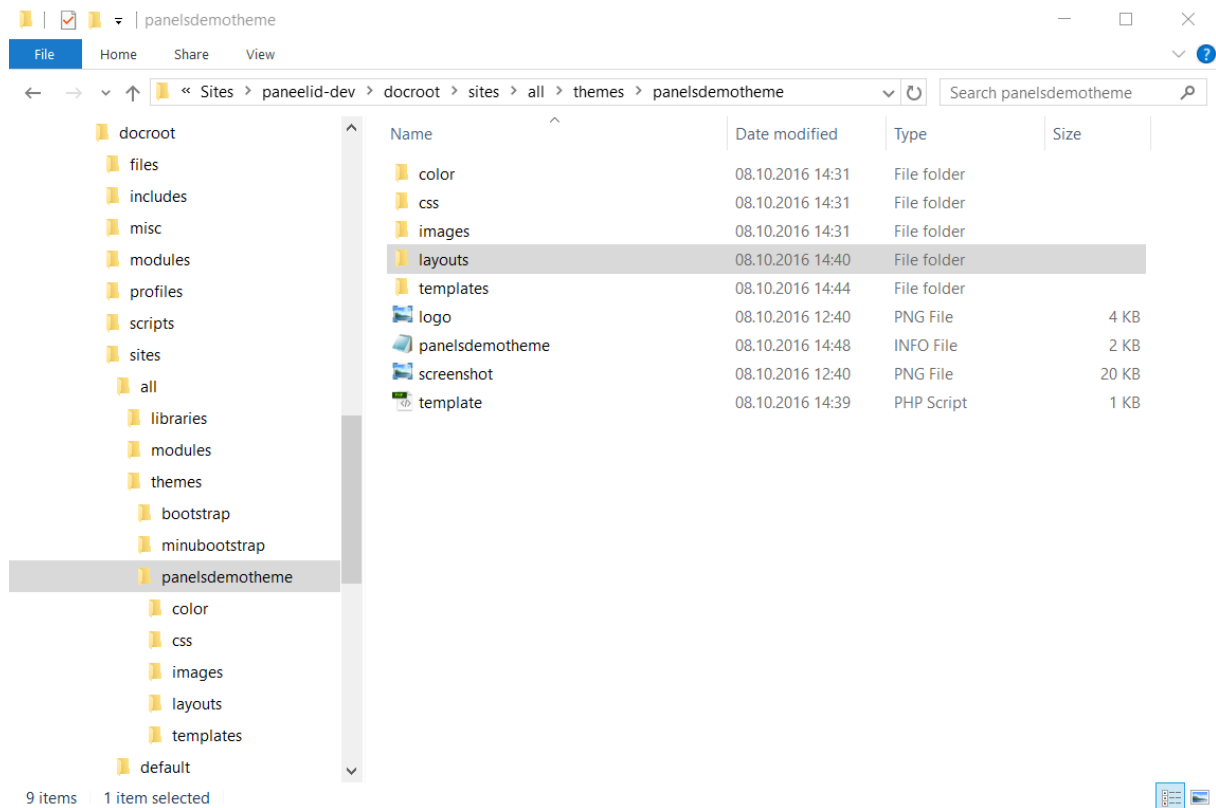 panelsdemotheme
File Home Share View ?
« Sites > paneelid-dev > docroot > sites > all > themes > panelsdemotheme Search panelsdemotheme
docroot
files
includes
misc
modules
profiles
scripts
sites
all
libraries
modules
themes
bootstrap
minubootstrap
panelsdemotheme
color
css
images
layouts
templates
default
Name Date modified Type Size
color 08.10.2016 14:31 File folder
css 08.10.2016 14:31 File folder
images 08.10.2016 14:31 File folder
layouts 08.10.2016 14:40 File folder
templates 08.10.2016 14:44 File folder
logo 08.10.2016 12:40 PNG File 4 KB
panelsdemotheme 08.10.2016 14:48 INFO File 2 KB
screenshot 08.10.2016 12:40 PNG File 20 KB
template 08.10.2016 14:39 PHP Script 1 KB
9 items 1 item selected